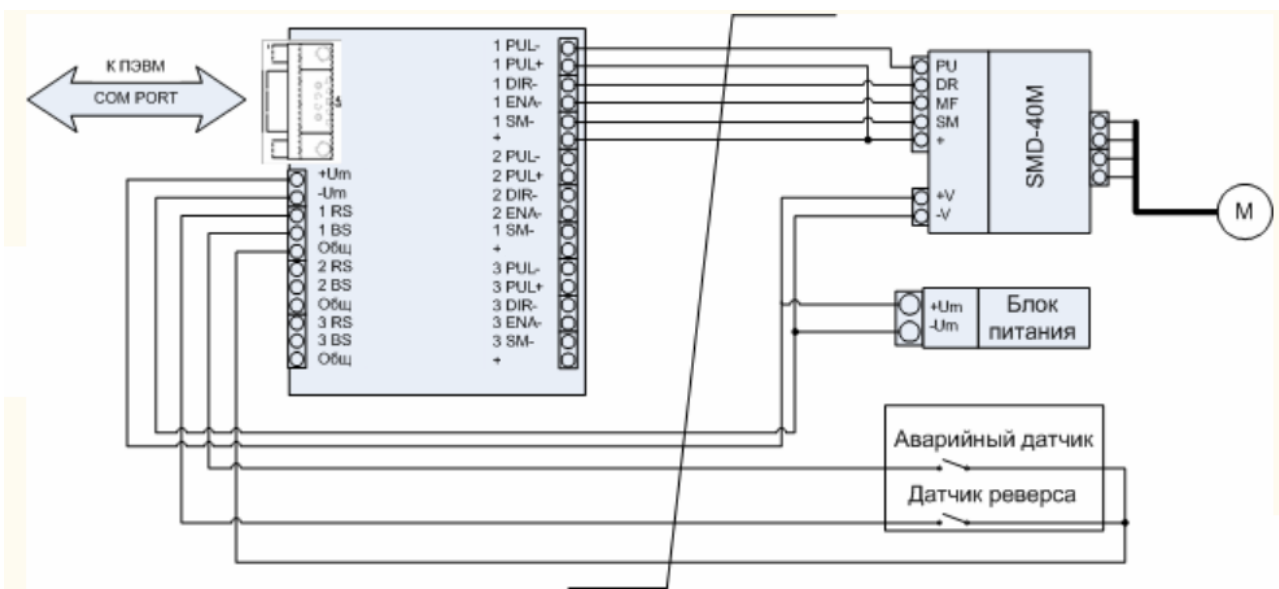 К ПЭВМ
COM PORT
+Um
-Um
1 RS
1 BS
Общ
2 RS
2 BS
Общ
3 RS
3 BS
Общ
1 PUL-
1 PUL+
1 DIR-
1 ENA-
1 SM-
+
2 PUL-
2 PUL+
2 DIR-
2 ENA-
1 SM-
+
3 PUL-
3 PUL+
3 DIR-
3 ENA-
3 SM-
+
PU
DR
MF
SM
+
+V
-V
SMD-40M
M
+Um
-Um
Блок
питания
Аварийный датчик
Датчик реверса